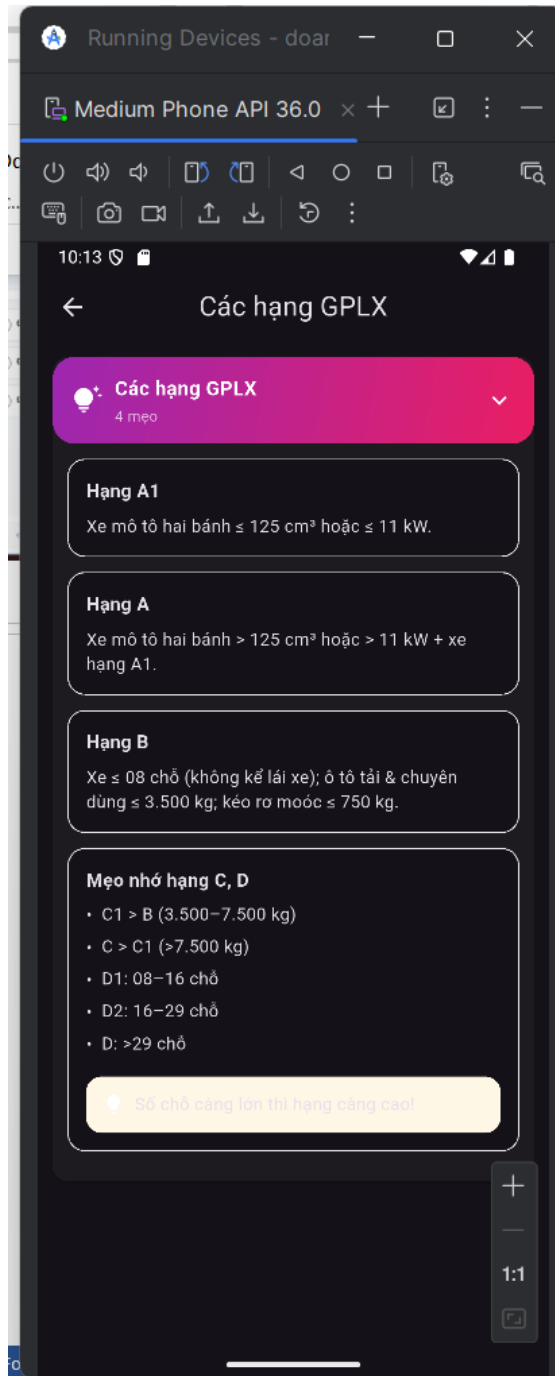 Running Devices - doar
Medium Phone API 36.0
10:13
Các hạng GPLX
Các hạng GPLX
4 mẹo
Hạng A1
Xe mô tô hai bánh ≤ 125 cm³ hoặc ≤ 11 kW.
Hạng A
Xe mô tô hai bánh > 125 cm³ hoặc > 11 kW + xe
hạng A1.
Hạng B
Xe ≤ 08 chỗ (không kể lái xe); ô tô tải & chuyên
dùng ≤ 3.500 kg; kéo rơ moóc ≤ 750 kg.
Mẹo nhớ hạng C, D
• C1 > B (3.500–7.500 kg)
• C > C1 (>7.500 kg)
• D1: 08–16 chỗ
• D2: 16–29 chỗ
• D: >29 chỗ
Số chỗ càng lớn thì hạng càng cao!
1:1